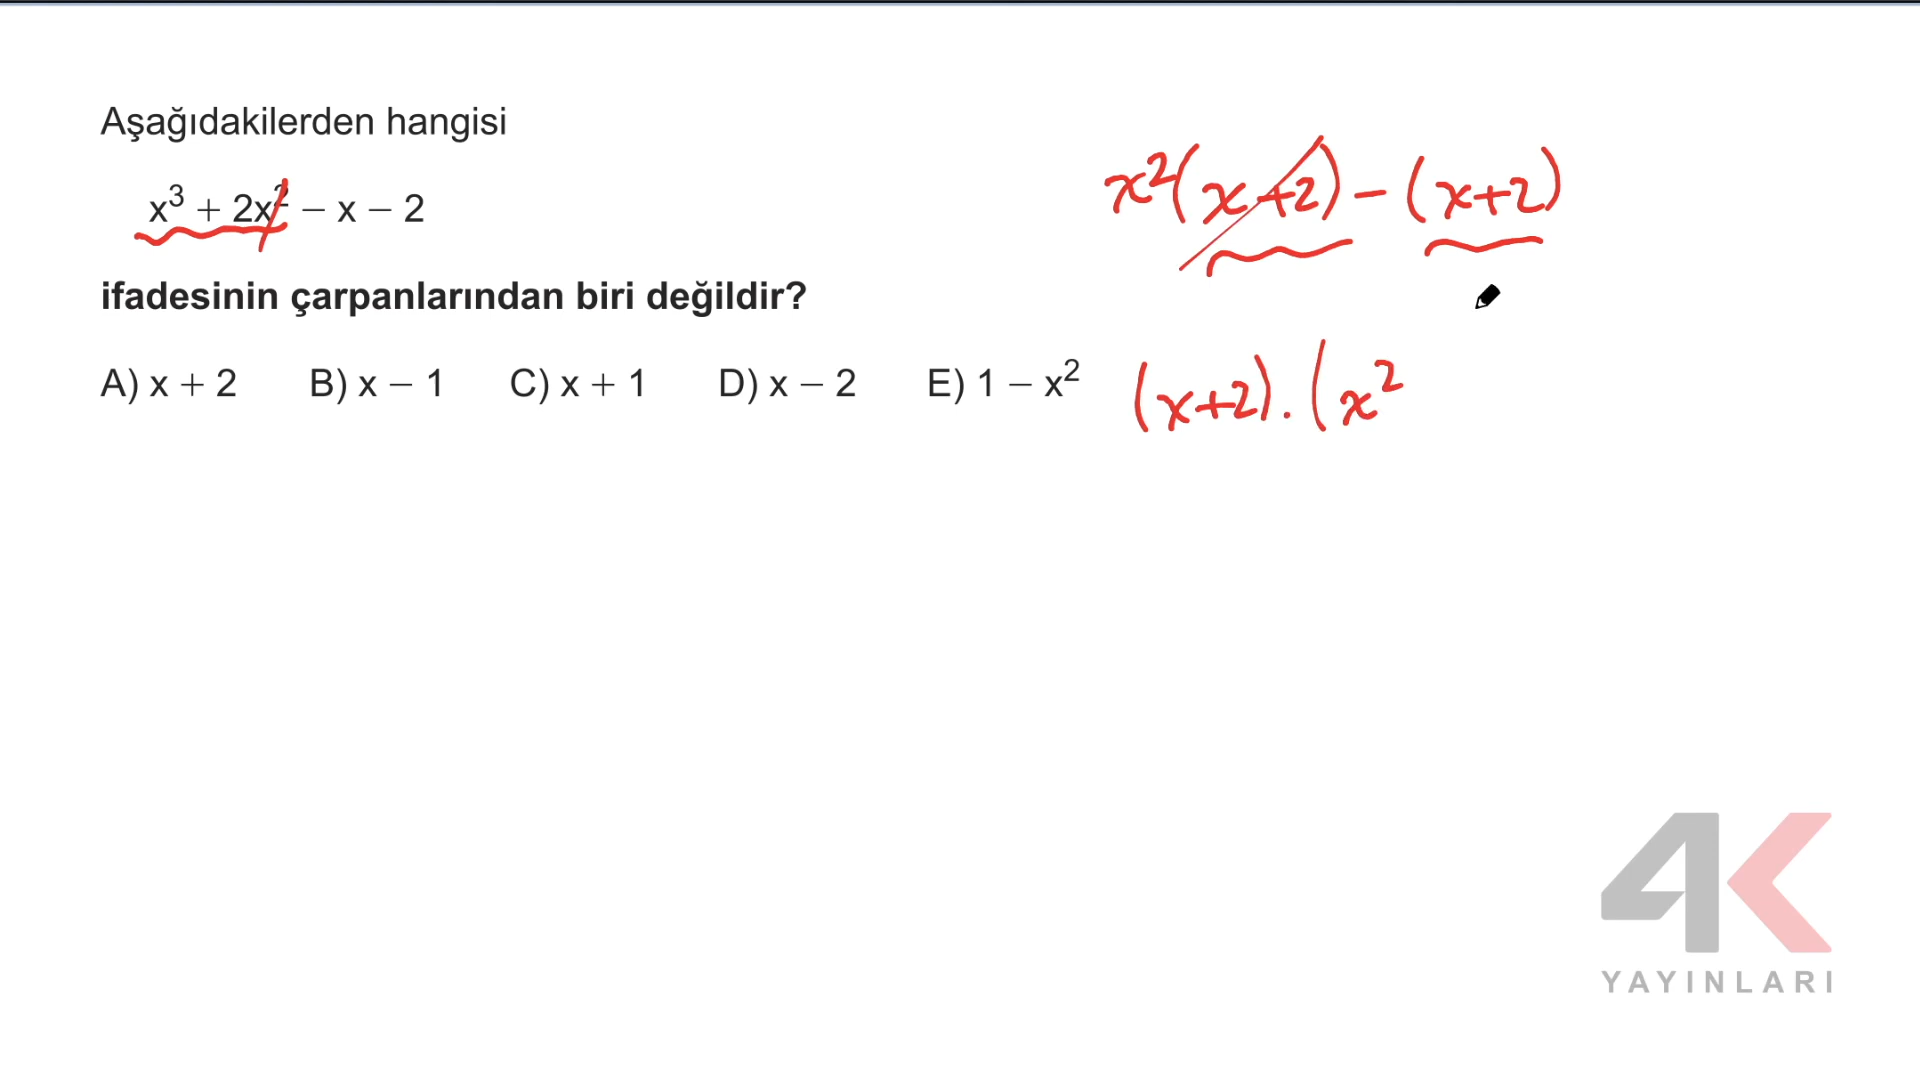 Aşağıdakilerden hangisi
x³ + 2x² – x – 2
ifadesinin çarpanlarından biri değildir?
A) x + 2 B) x – 1 C) x + 1 D) x – 2 E) 1 – x²
x²(x+2) – (x+2)
(x+2).(x²
4K
YAYINLARI